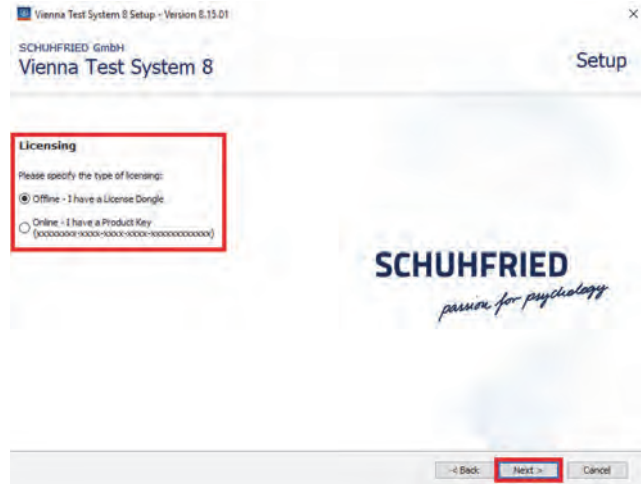 Vienna Test System 8 Setup - Version 8.15.01
SCHUHFRIED GmbH
Vienna Test System 8
Setup
Licensing
Please specify the type of licensing:
Offline - I have a License Dongle
Online - I have a Product Key
(xxxxxxxx-xxxx-xxxx-xxxx-xxxxxxxxxxxx)
SCHUHFRIED
passion for psychology
< Back
Next >
Cancel